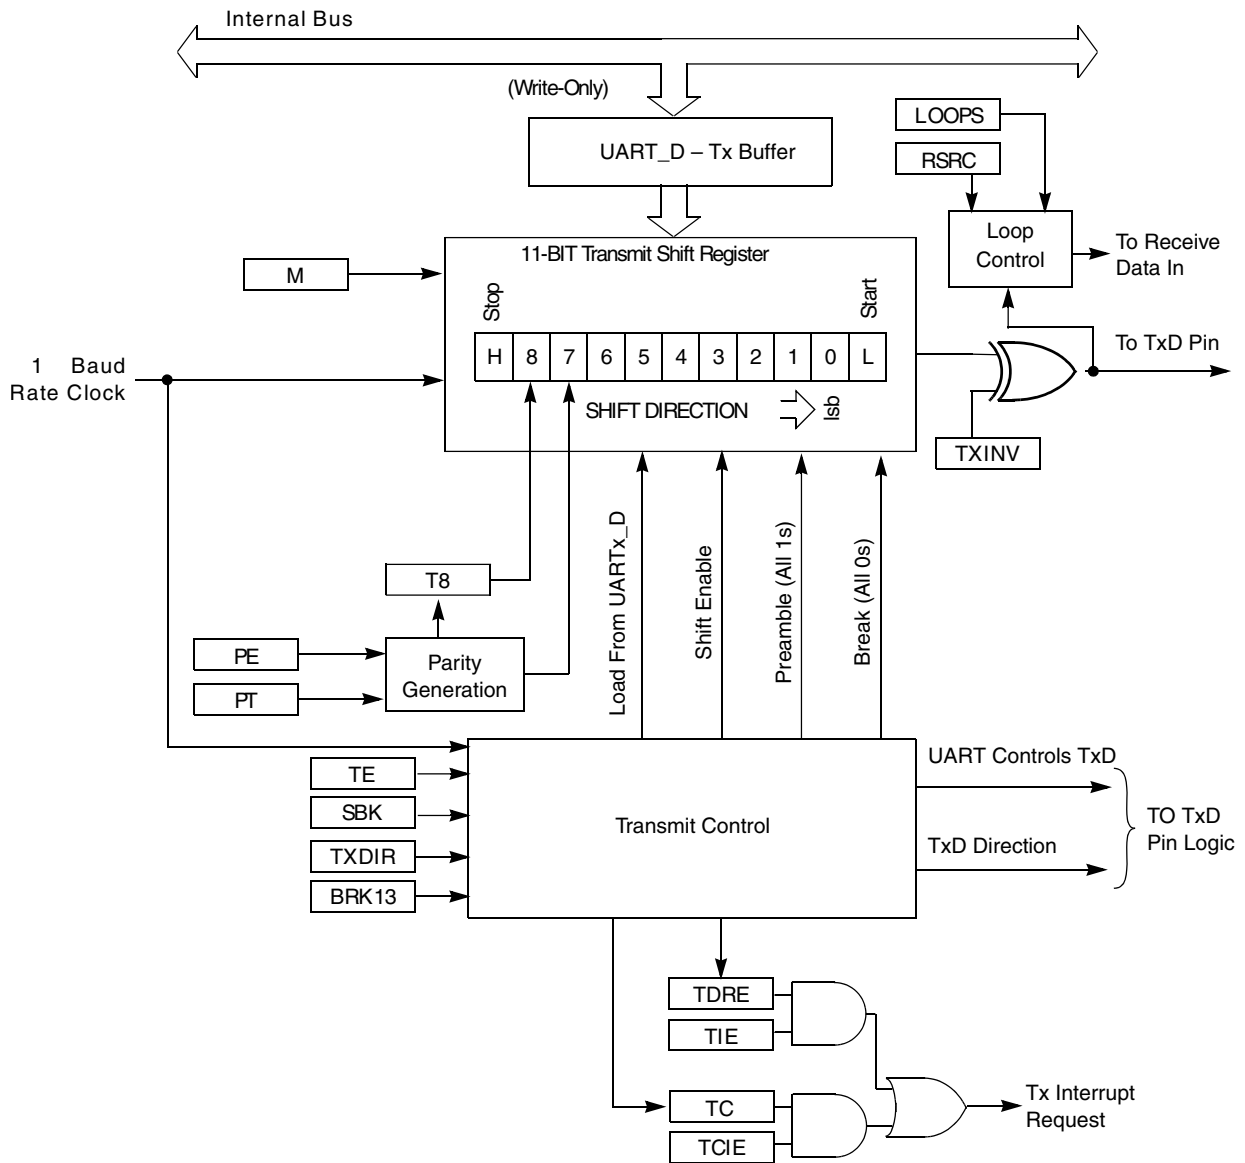 Internal Bus
(Write-Only)
UART_D – Tx Buffer
LOOPS
RSRC
Loop
Control
To Receive
Data In
11-BIT Transmit Shift Register
M
Stop
Start
H 8 7 6 5 4 3 2 1 0 L
1 Baud
Rate Clock
To TxD Pin
SHIFT DIRECTION
lsb
TXINV
Load From UARTx_D
Shift Enable
Preamble (All 1s)
Break (All 0s)
T8
PE
PT
Parity
Generation
TE
SBK
TXDIR
BRK13
Transmit Control
UART Controls TxD
TxD Direction
TO TxD
Pin Logic
TDRE
TIE
TC
TCIE
Tx Interrupt
Request